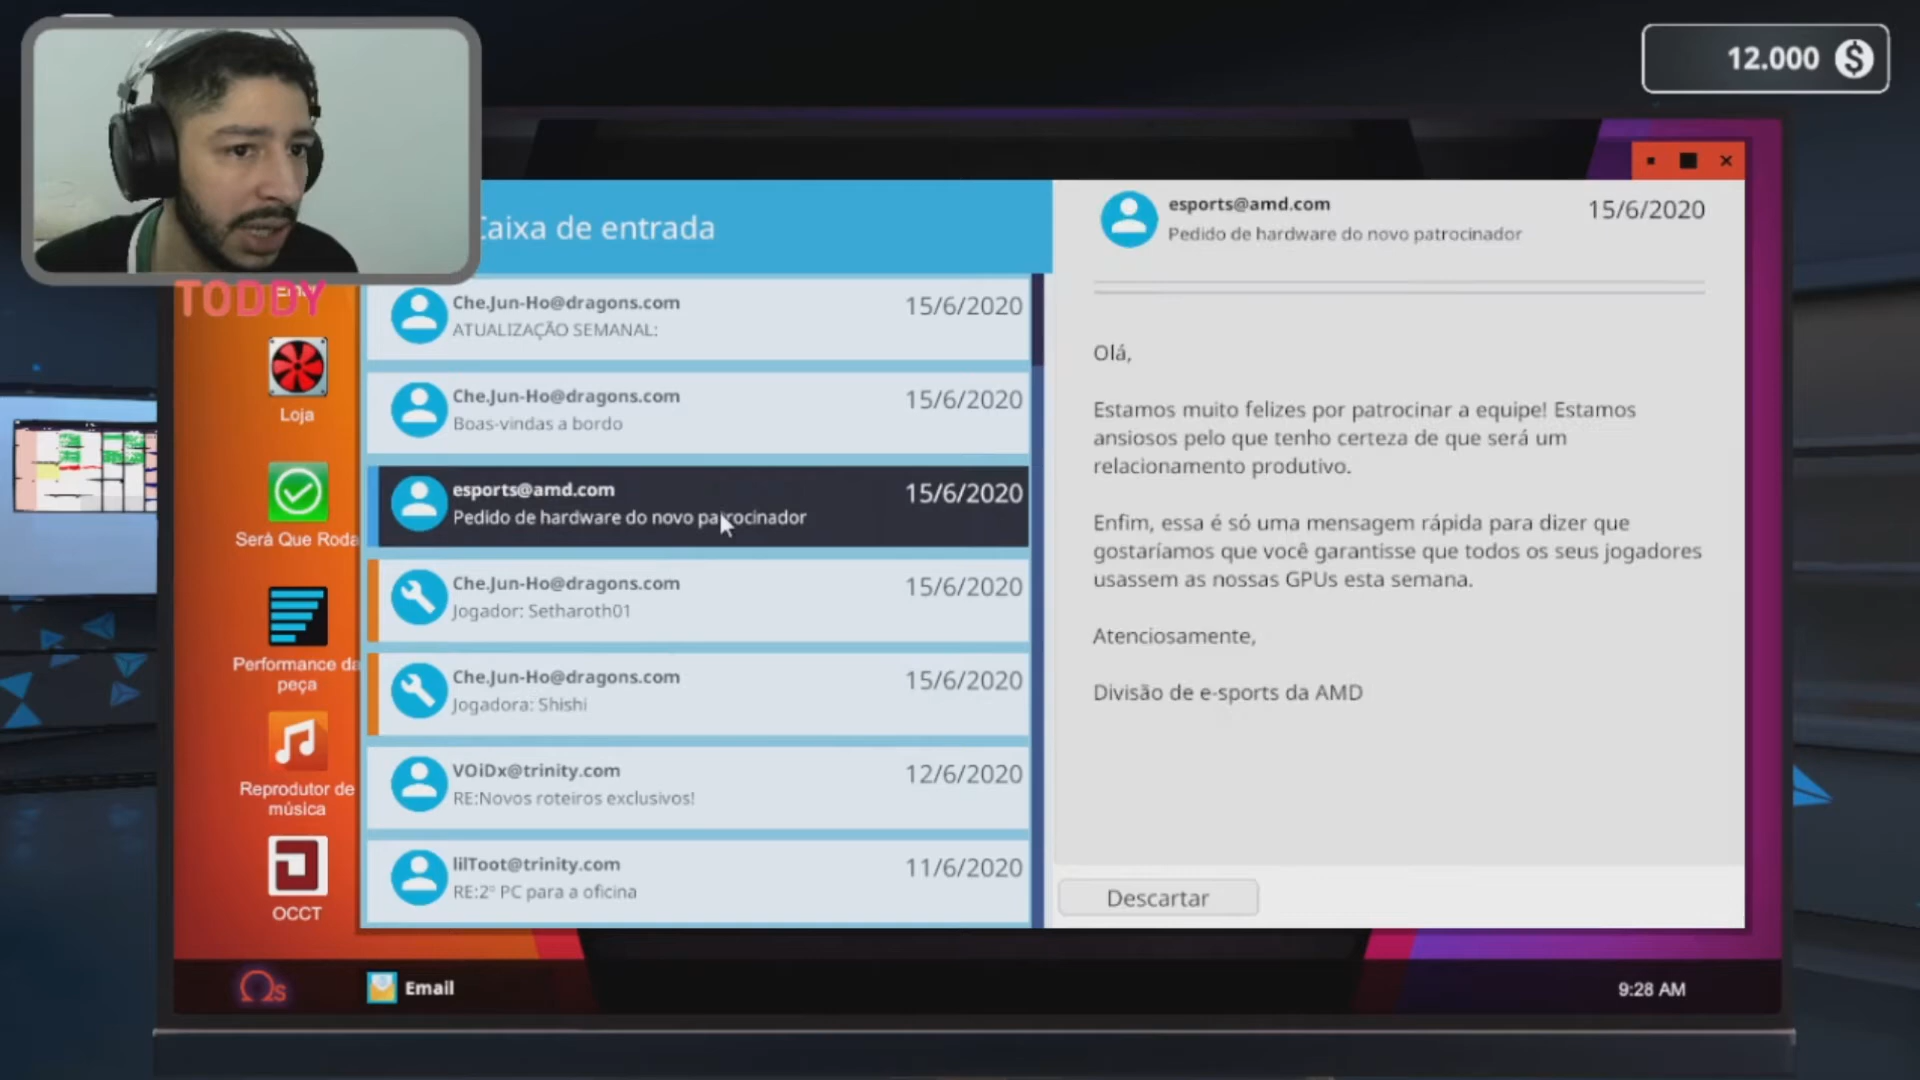 12.000 $
Caixa de entrada
TODDY
Loja
Será Que Roda
Performance da
peça
Reprodutor de
música
OCCT
Che.Jun-Ho@dragons.com 15/6/2020
ATUALIZAÇÃO SEMANAL:
Che.Jun-Ho@dragons.com 15/6/2020
Boas-vindas a bordo
esports@amd.com 15/6/2020
Pedido de hardware do novo patrocinador
Che.Jun-Ho@dragons.com 15/6/2020
Jogador: Setharoth01
Che.Jun-Ho@dragons.com 15/6/2020
Jogadora: Shishi
VOiDx@trinity.com 12/6/2020
RE:Novos roteiros exclusivos!
lilToot@trinity.com 11/6/2020
RE:2º PC para a oficina
esports@amd.com 15/6/2020
Pedido de hardware do novo patrocinador
Olá,
Estamos muito felizes por patrocinar a equipe! Estamos
ansiosos pelo que tenho certeza de que será um
relacionamento produtivo.
Enfim, essa é só uma mensagem rápida para dizer que
gostaríamos que você garantisse que todos os seus jogadores
usassem as nossas GPUs esta semana.
Atenciosamente,
Divisão de e-sports da AMD
Descartar
Ωs
Email
9:28 AM